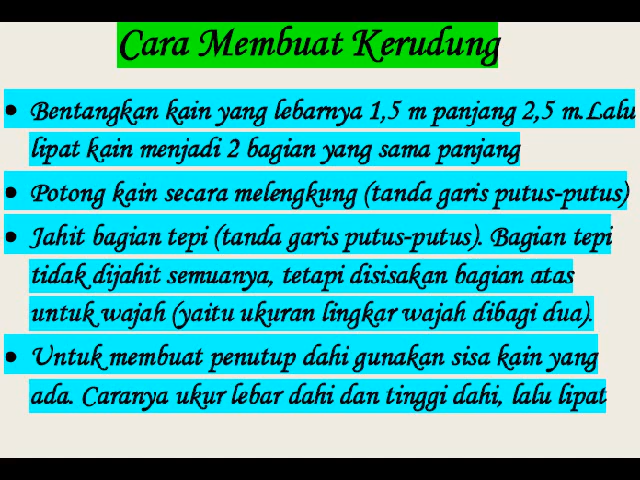 Cara Membuat Kerudung
• Bentangkan kain yang lebarnya 1,5 m panjang 2,5 m. Lalu
lipat kain menjadi 2 bagian yang sama panjang
• Potong kain secara melengkung (tanda garis putus-putus)
• Jahit bagian tepi (tanda garis putus-putus). Bagian tepi
tidak dijahit semuanya, tetapi disisakan bagian atas
untuk wajah (yaitu ukuran lingkar wajah dibagi dua).
• Untuk membuat penutup dahi gunakan sisa kain yang
ada. Caranya ukur lebar dahi dan tinggi dahi, lalu lipat